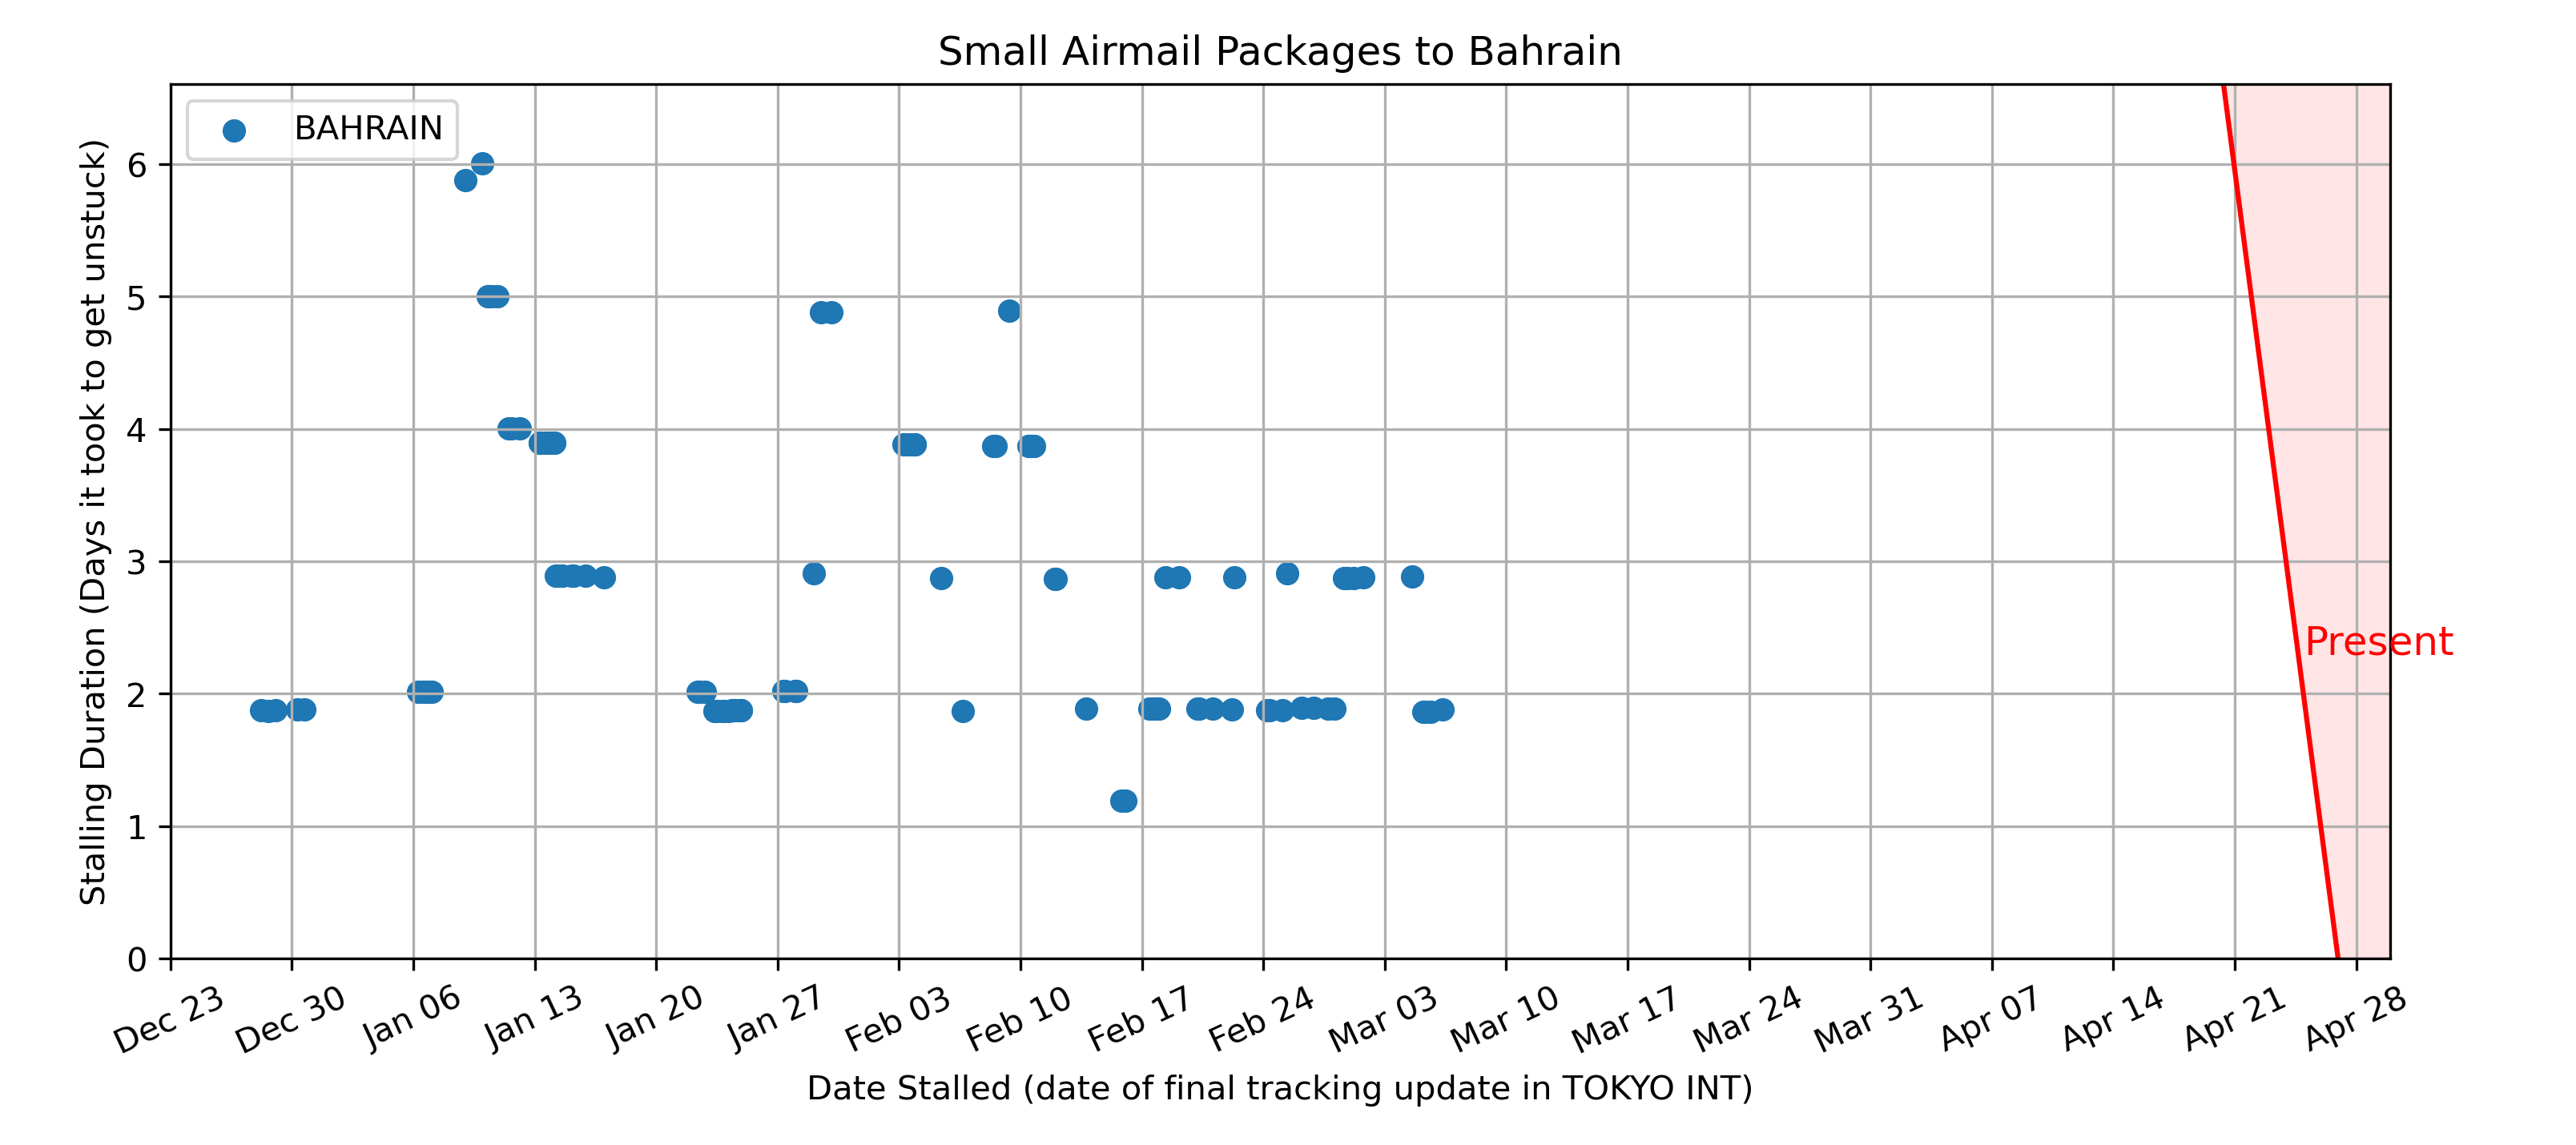 Small Airmail Packages to Bahrain
BAHRAIN
Stalling Duration (Days it took to get unstuck)
6
5
4
3
2
1
0
Present
Dec 23
Dec 30
Jan 06
Jan 13
Jan 20
Jan 27
Feb 03
Feb 10
Feb 17
Feb 24
Mar 03
Mar 10
Mar 17
Mar 24
Mar 31
Apr 07
Apr 14
Apr 21
Apr 28
Date Stalled (date of final tracking update in TOKYO INT)